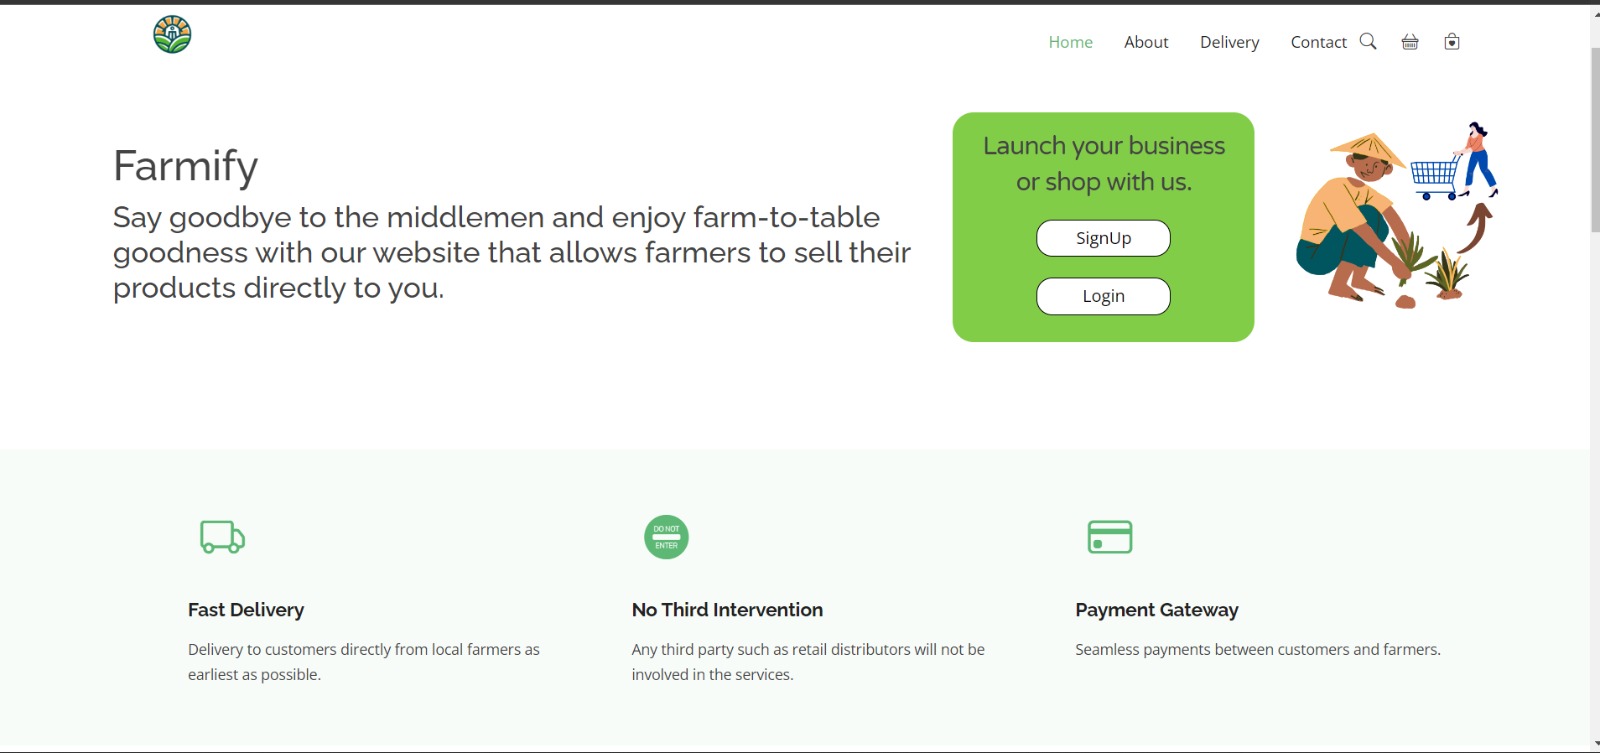 Home About Delivery Contact
Farmify
Say goodbye to the middlemen and enjoy farm-to-table
goodness with our website that allows farmers to sell their
products directly to you.
Launch your business
or shop with us.
SignUp
Login
Fast Delivery
Delivery to customers directly from local farmers as
earliest as possible.
DO NOT
ENTER
No Third Intervention
Any third party such as retail distributors will not be
involved in the services.
Payment Gateway
Seamless payments between customers and farmers.